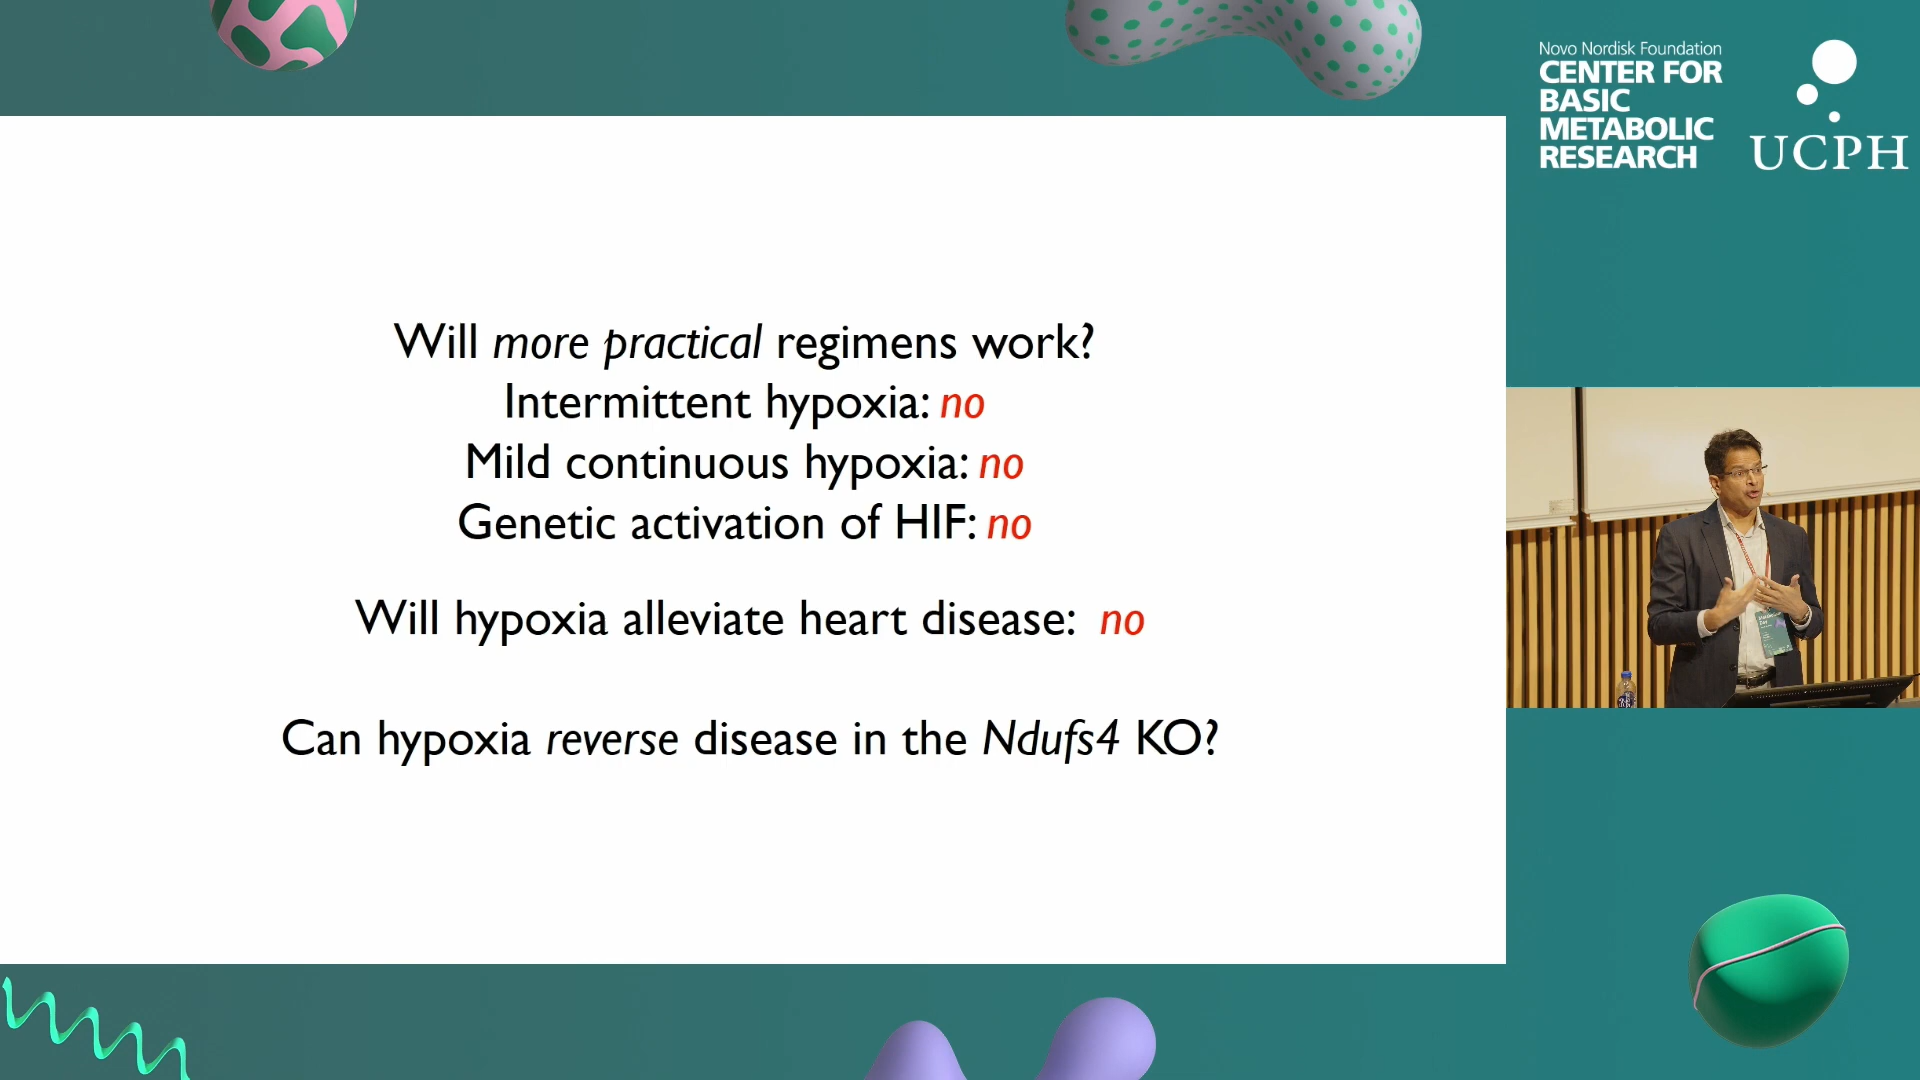 Novo Nordisk Foundation
CENTER FOR
BASIC
METABOLIC
RESEARCH
UCPH
Will more practical regimens work?
Intermittent hypoxia: no
Mild continuous hypoxia: no
Genetic activation of HIF: no
Will hypoxia alleviate heart disease: no
Can hypoxia reverse disease in the Ndufs4 KO?